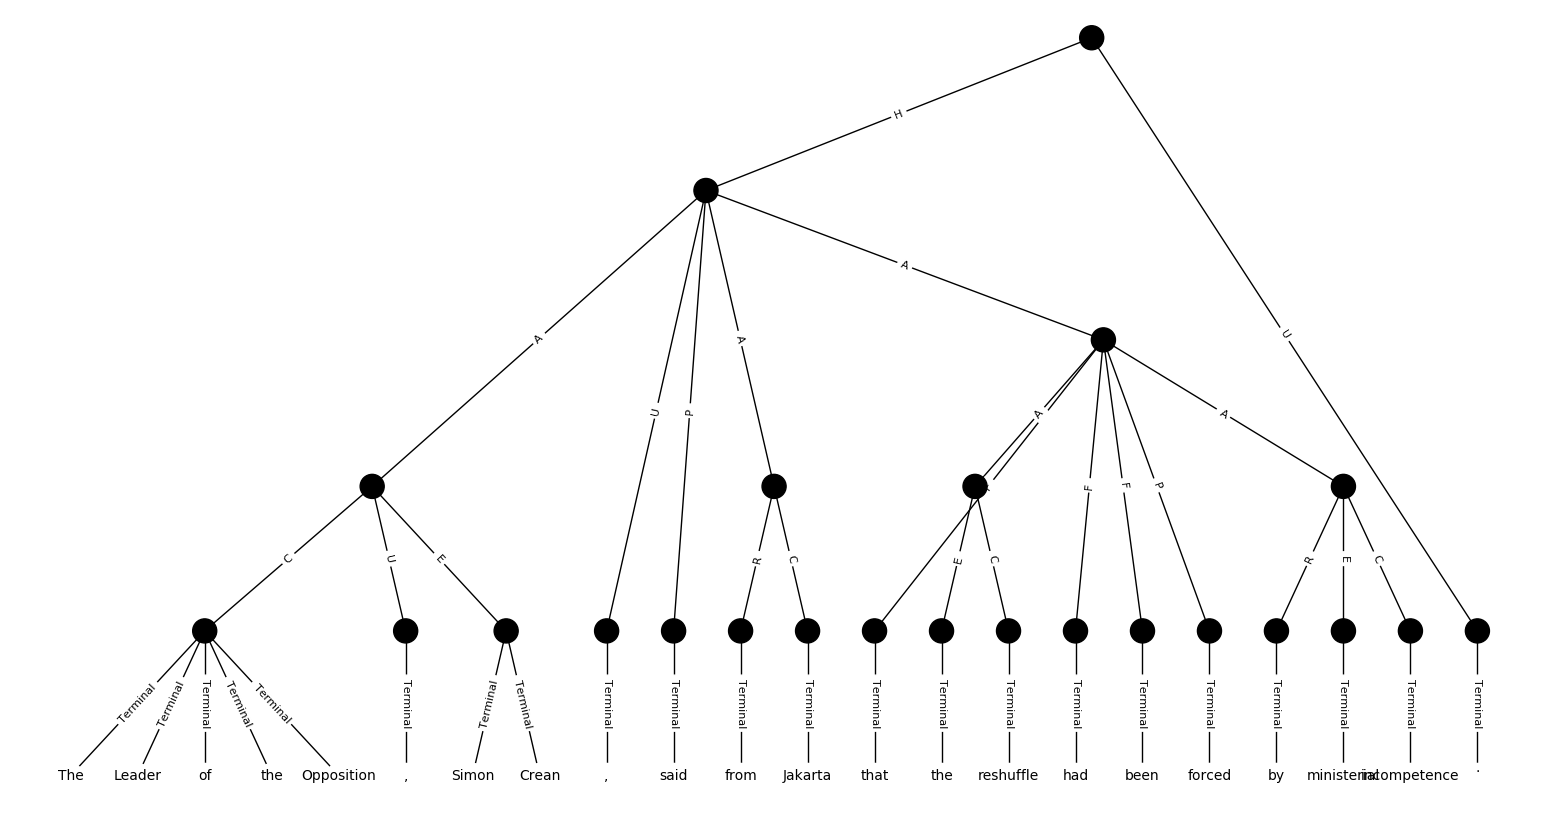 H
A
A
U
A
U
P
A
A
F
F
P
C
U
E
R
C
E
C
R
E
C
Terminal Terminal Terminal Terminal Terminal Terminal Terminal Terminal Terminal Terminal Terminal Terminal Terminal Terminal Terminal Terminal Terminal Terminal Terminal Terminal Terminal Terminal
The Leader of the Opposition , Simon Crean , said from Jakarta that the reshuffle had been forced by ministerial incompetence .